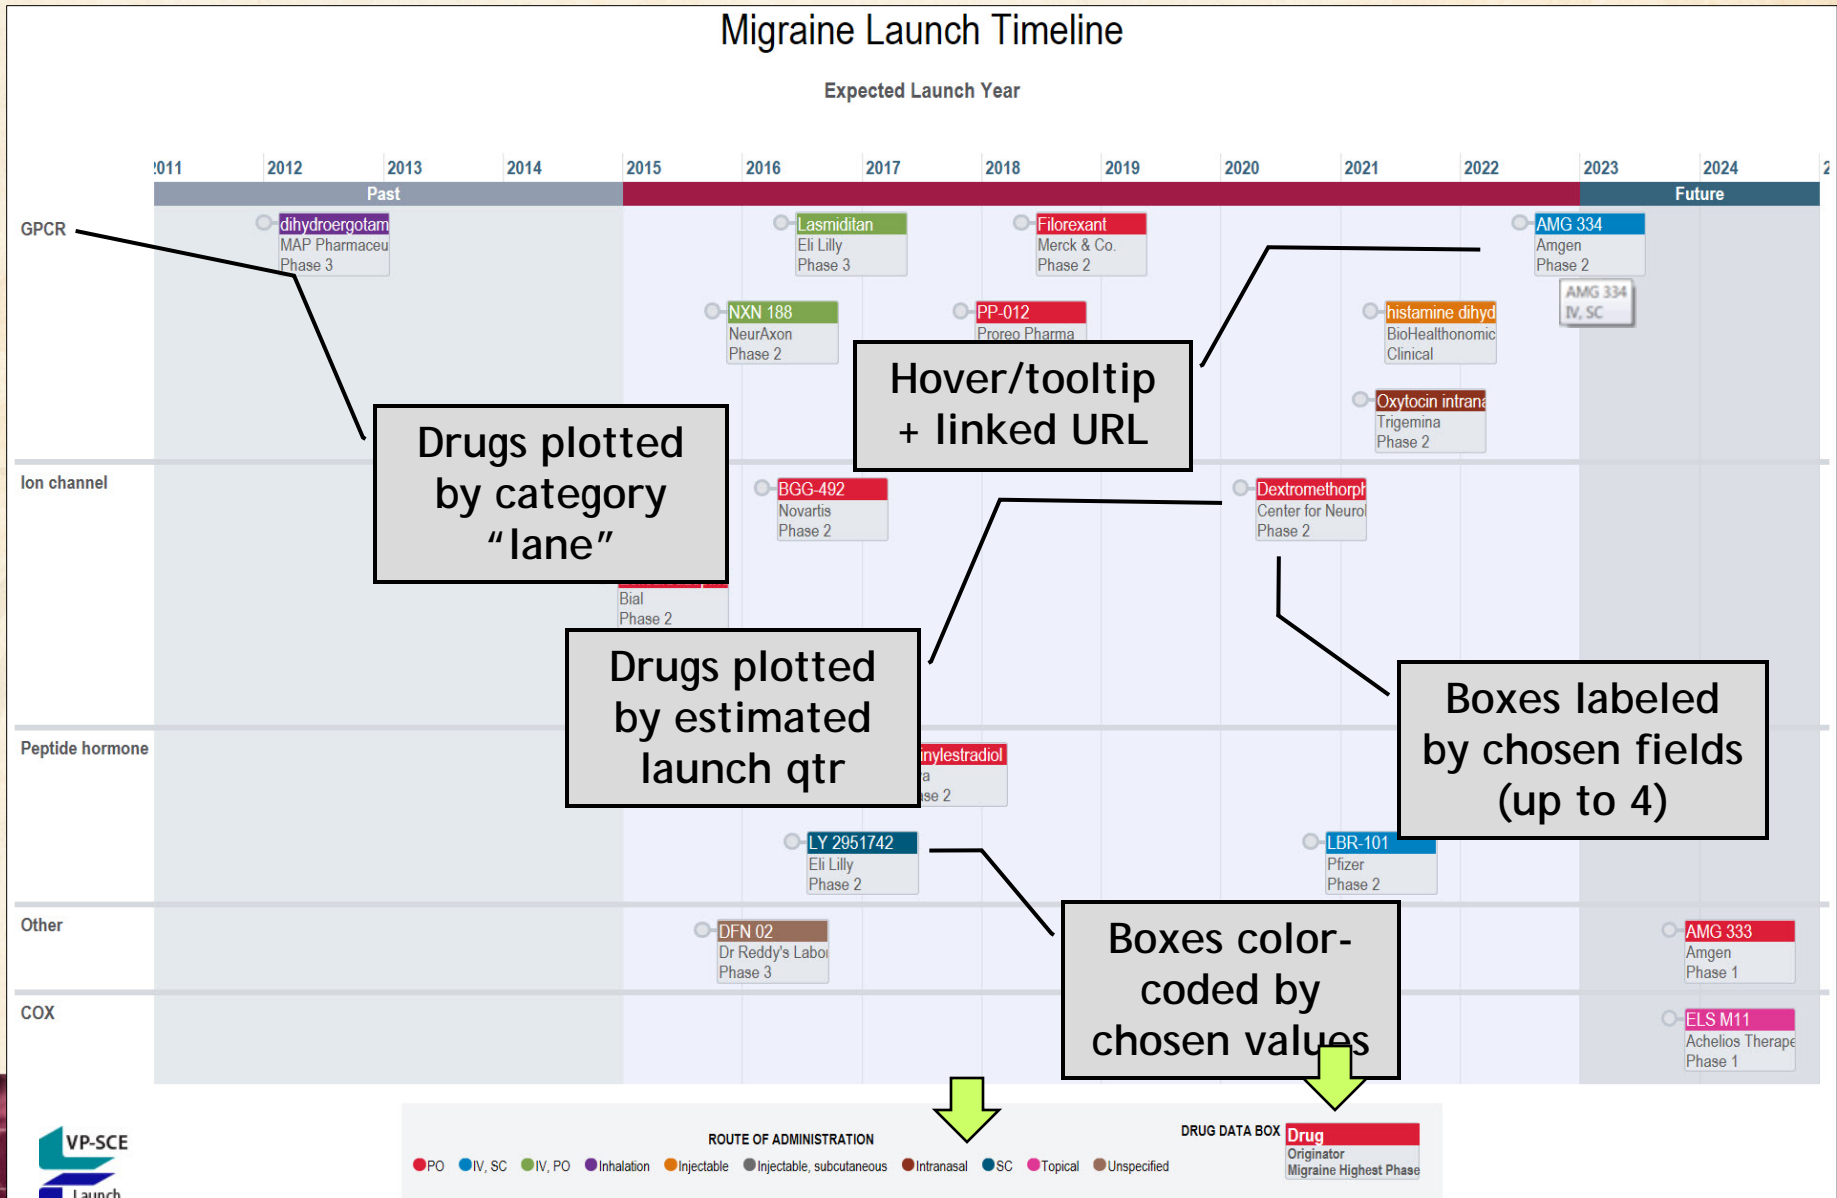 Migraine Launch Timeline
Expected Launch Year
2012 2013 2014 2015 2016 2017 2018 2019 2020 2021 2022 2023 2024
Past
Future
GPCR
dihydroergotam
MAP Pharmaceu
Phase 3
Lasmiditan
Eli Lilly
Phase 3
Filorexant
Merck & Co.
Phase 2
AMG 334
Amgen
Phase 2
AMG 334
IV, SC
NXN 188
NeurAxon
Phase 2
PP-012
Proreo Pharma
histamine dihyd
BioHealthonomic
Clinical
Oxytocin intrana
Trigemina
Phase 2
Hover/tooltip
+ linked URL
Drugs plotted
by category
“lane”
Ion channel
BGG-492
Novartis
Phase 2
Dextromethorph
Center for Neurol
Phase 2
Bial
Phase 2
Drugs plotted
by estimated
launch qtr
Boxes labeled
by chosen fields
(up to 4)
Peptide hormone
inylestradiol
LY 2951742
Eli Lilly
Phase 2
LBR-101
Pfizer
Phase 2
Boxes color-
coded by
chosen values
Other
DFN 02
Dr Reddy's Labor
Phase 3
AMG 333
Amgen
Phase 1
COX
ELS M11
Achelios Therape
Phase 1
VP-SCE
Launch
ROUTE OF ADMINISTRATION
PO IV, SC IV, PO Inhalation Injectable Injectable, subcutaneous Intranasal SC Topical Unspecified
DRUG DATA BOX
Drug
Originator
Migraine Highest Phase